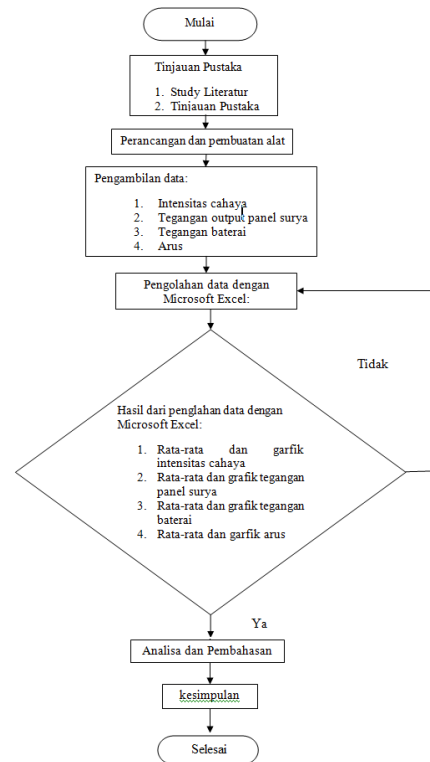 Mulai
Tinjauan Pustaka
1. Study Literatur
2. Tinjauan Pustaka
Perancangan dan pembuatan alat
Pengambilan data:
1. Intensitas cahaya
2. Tegangan output panel surya
3. Tegangan baterai
4. Arus
Pengolahan data dengan
Microsoft Excel:
Tidak
Hasil dari penglahan data dengan
Microsoft Excel:
1. Rata-rata dan garfik
intensitas cahaya
2. Rata-rata dan grafik tegangan
panel surya
3. Rata-rata dan grafik tegangan
baterai
4. Rata-rata dan garfik arus
Ya
Analisa dan Pembahasan
kesimpulan
Selesai